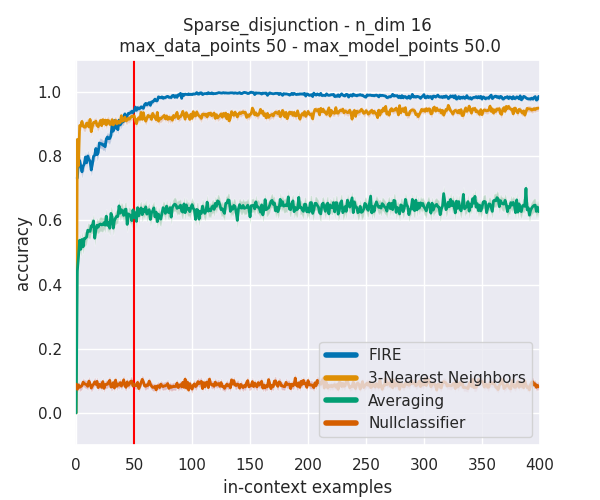 Sparse_disjunction - n_dim 16
max_data_points 50 - max_model_points 50.0
accuracy
1.0
0.8
0.6
0.4
0.2
0.0
FIRE
3-Nearest Neighbors
Averaging
Nullclassifier
0 50 100 150 200 250 300 350 400
in-context examples